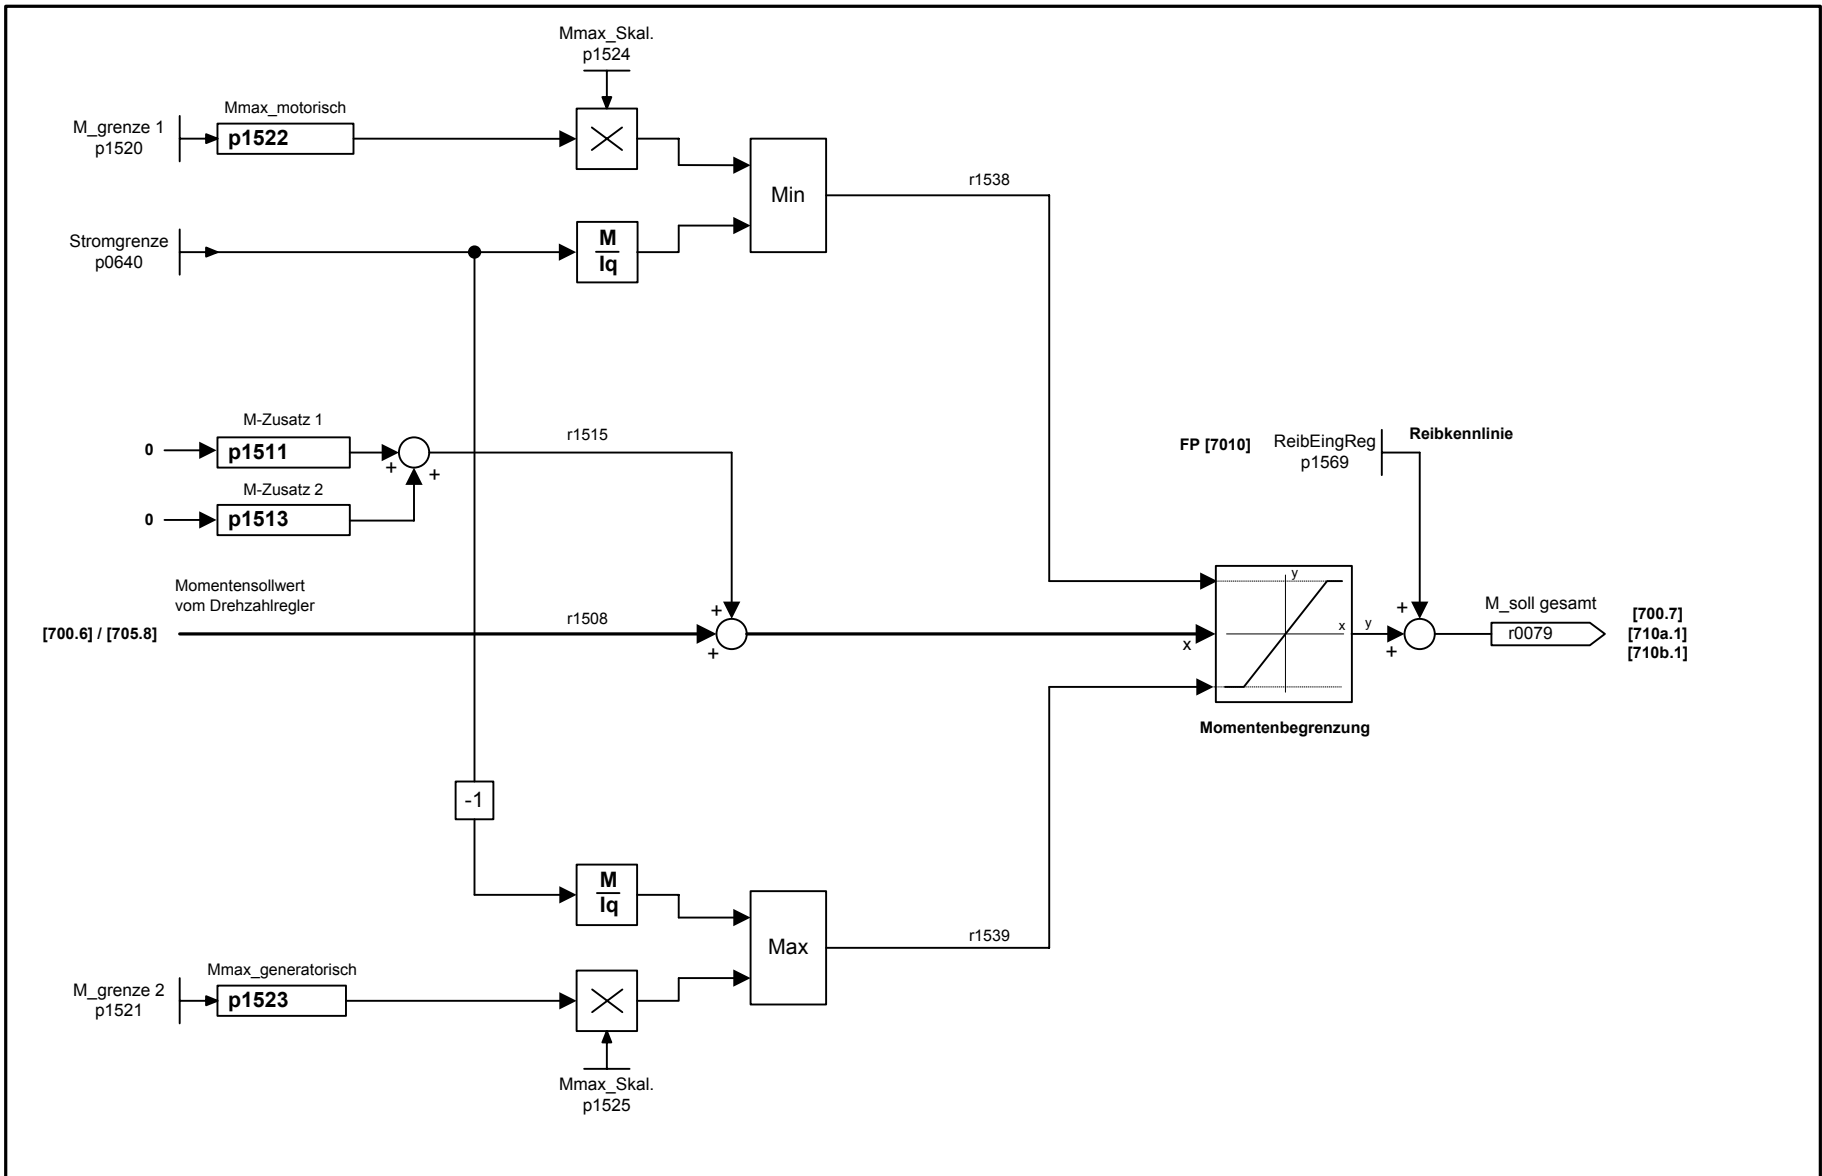 Mmax_Skal.
p1524
Mmax_motorisch
M_grenze 1
p1520
p1522
Min
r1538
Stromgrenze
p0640
M
Iq
M-Zusatz 1
0
p1511
+
+
r1515
M-Zusatz 2
0
p1513
FP [7010]
ReibEingReg
p1569
Reibkennlinie
Momentensollwert
vom Drehzahlregler
[700.6] / [705.8]
r1508
+
+
x
y
x
y
+
+
M_soll gesamt
r0079
[700.7]
[710a.1]
[710b.1]
Momentenbegrenzung
-1
M
Iq
Max
r1539
Mmax_generatorisch
M_grenze 2
p1521
p1523
Mmax_Skal.
p1525